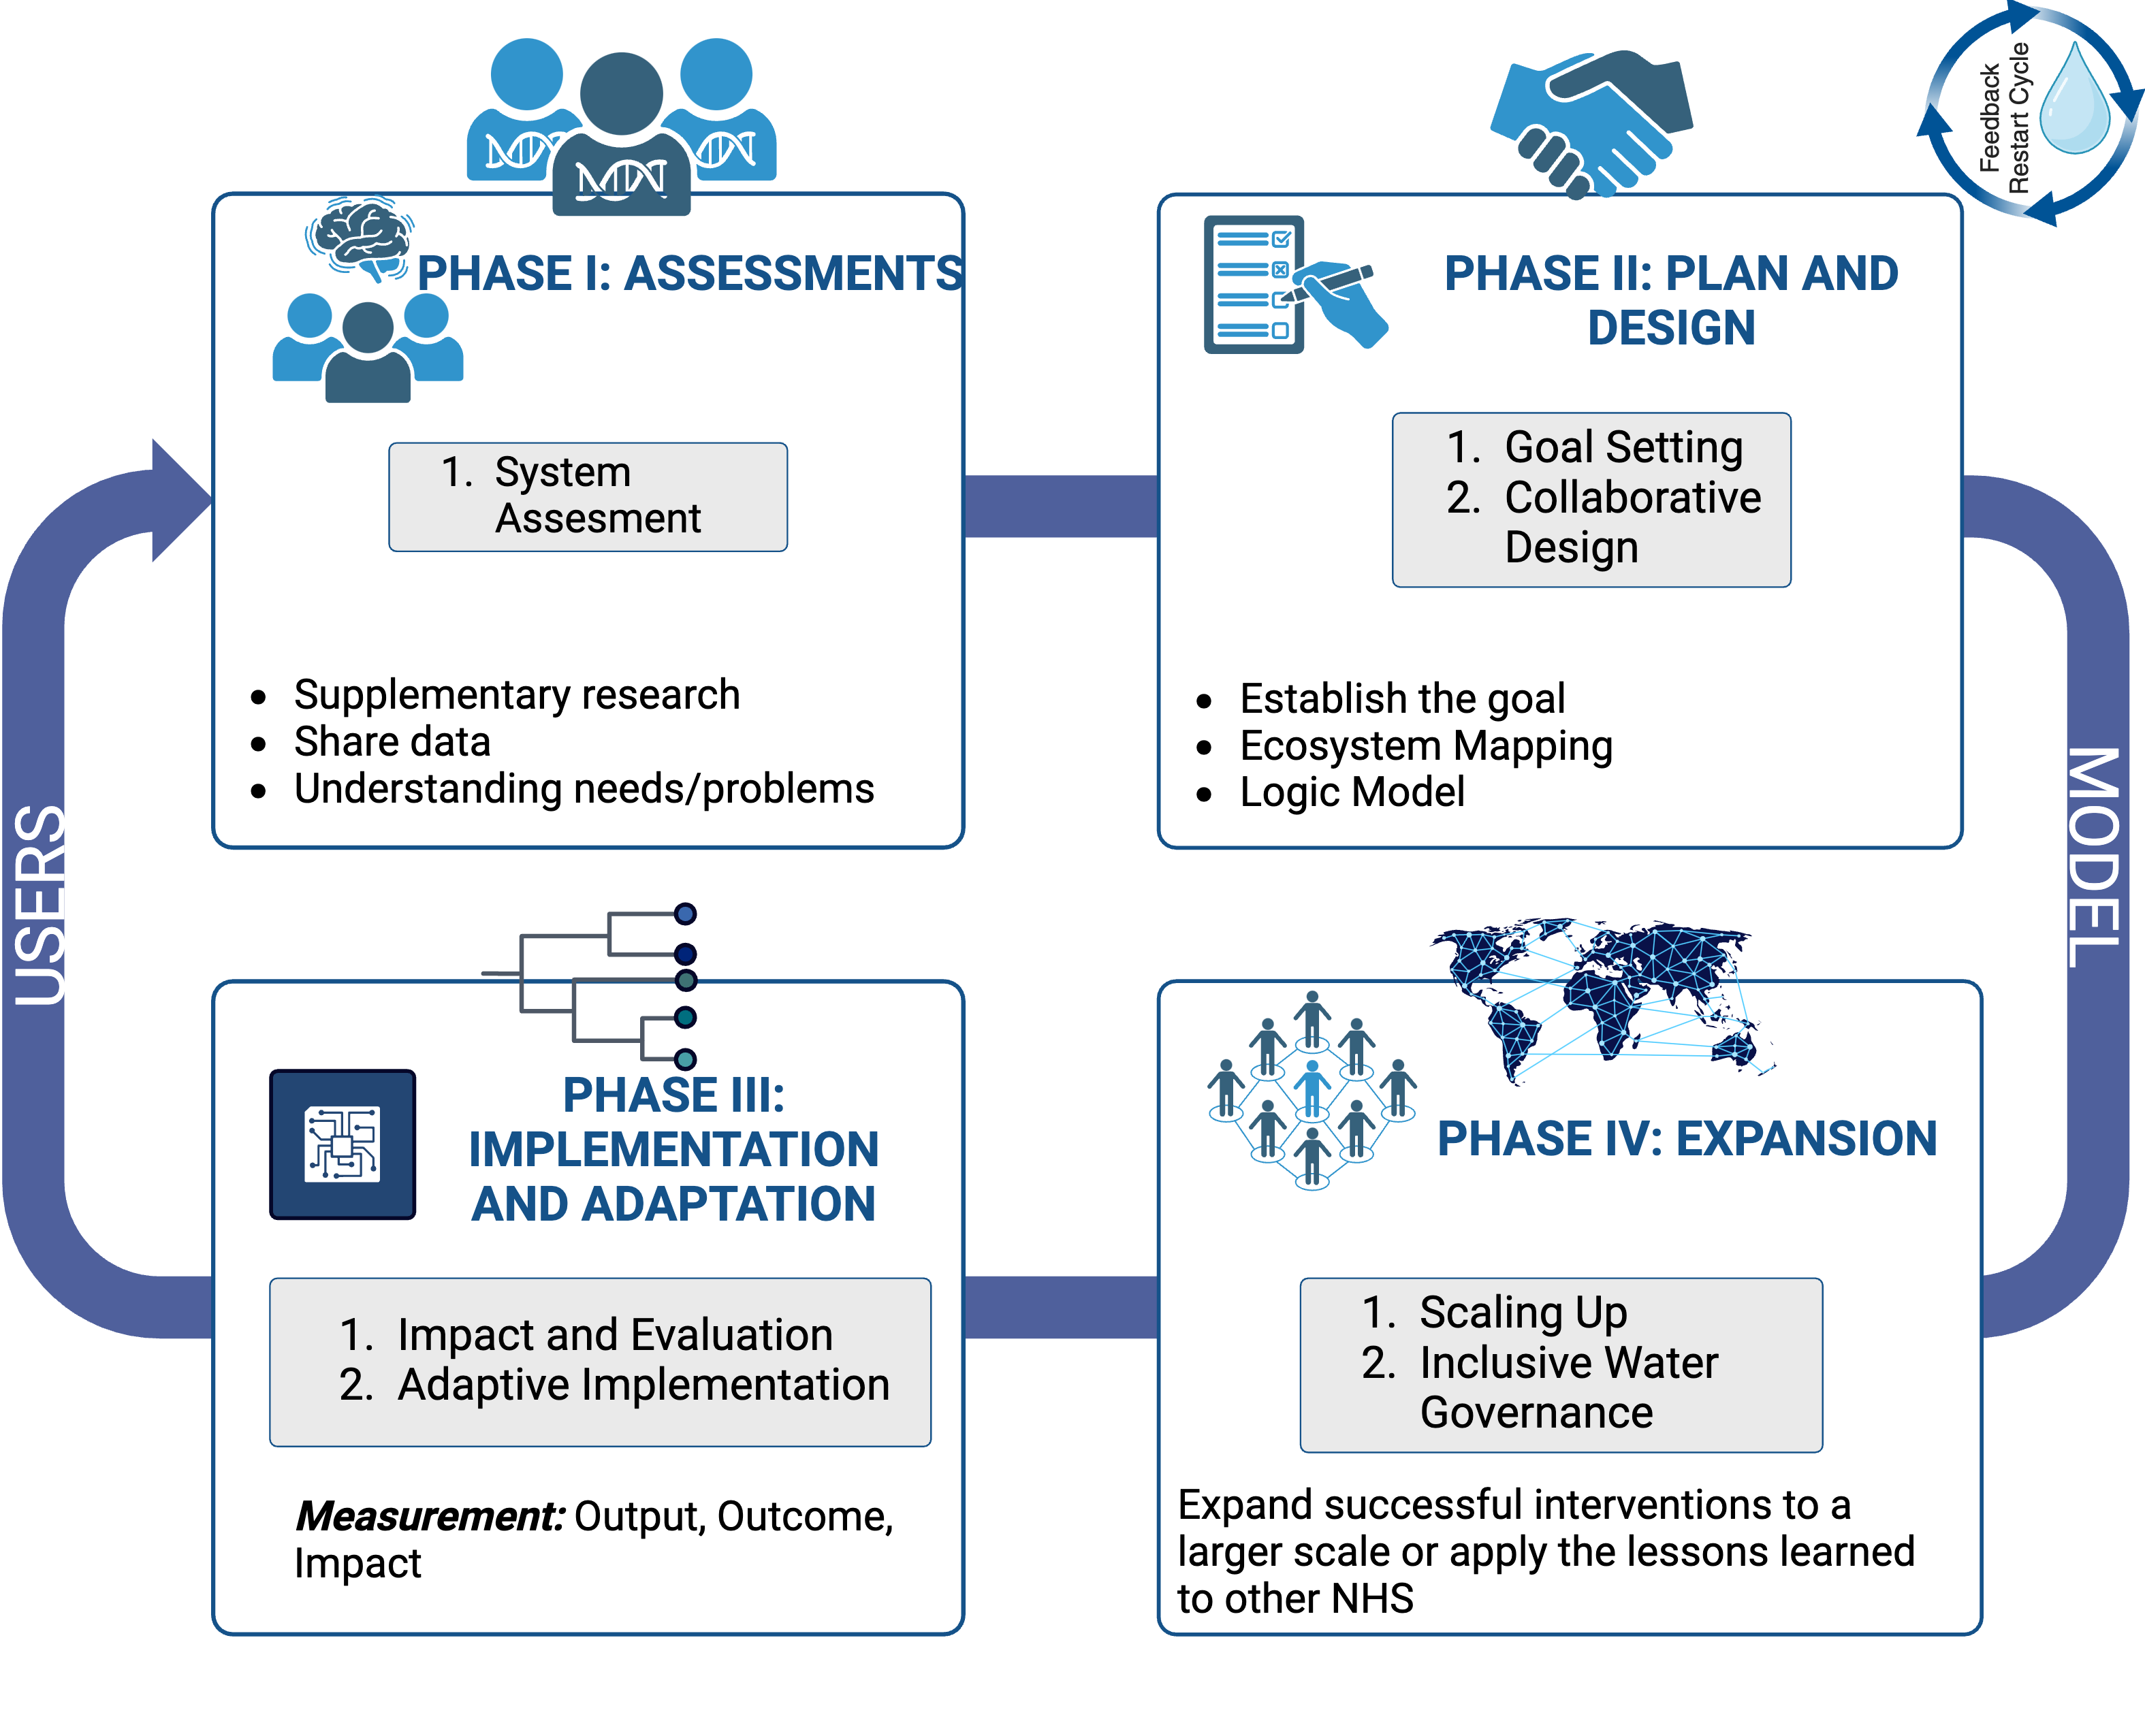 Feedback
Restart Cycle
PHASE I: ASSESSMENTS
1. System
Assesment
• Supplementary research
• Share data
• Understanding needs/problems
PHASE II: PLAN AND
DESIGN
1. Goal Setting
2. Collaborative
Design
• Establish the goal
• Ecosystem Mapping
• Logic Model
USERS
MODEL
PHASE III:
IMPLEMENTATION
AND ADAPTATION
1. Impact and Evaluation
2. Adaptive Implementation
Measurement: Output, Outcome,
Impact
PHASE IV: EXPANSION
1. Scaling Up
2. Inclusive Water
Governance
Expand successful interventions to a
larger scale or apply the lessons learned
to other NHS